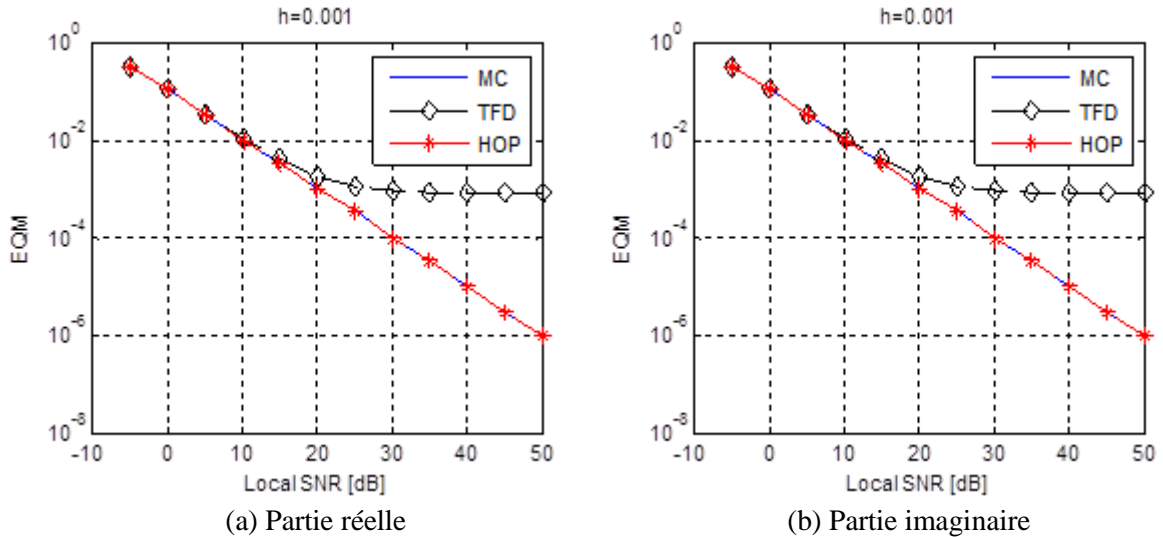 h=0.001
10^0
10^-2
10^-4
10^-6
10^-8
EQM
-10 0 10 20 30 40 50
Local SNR [dB]
MC
TFD
HOP
(a) Partie réelle
h=0.001
10^0
10^-2
10^-4
10^-6
10^-8
EQM
-10 0 10 20 30 40 50
Local SNR [dB]
MC
TFD
HOP
(b) Partie imaginaire